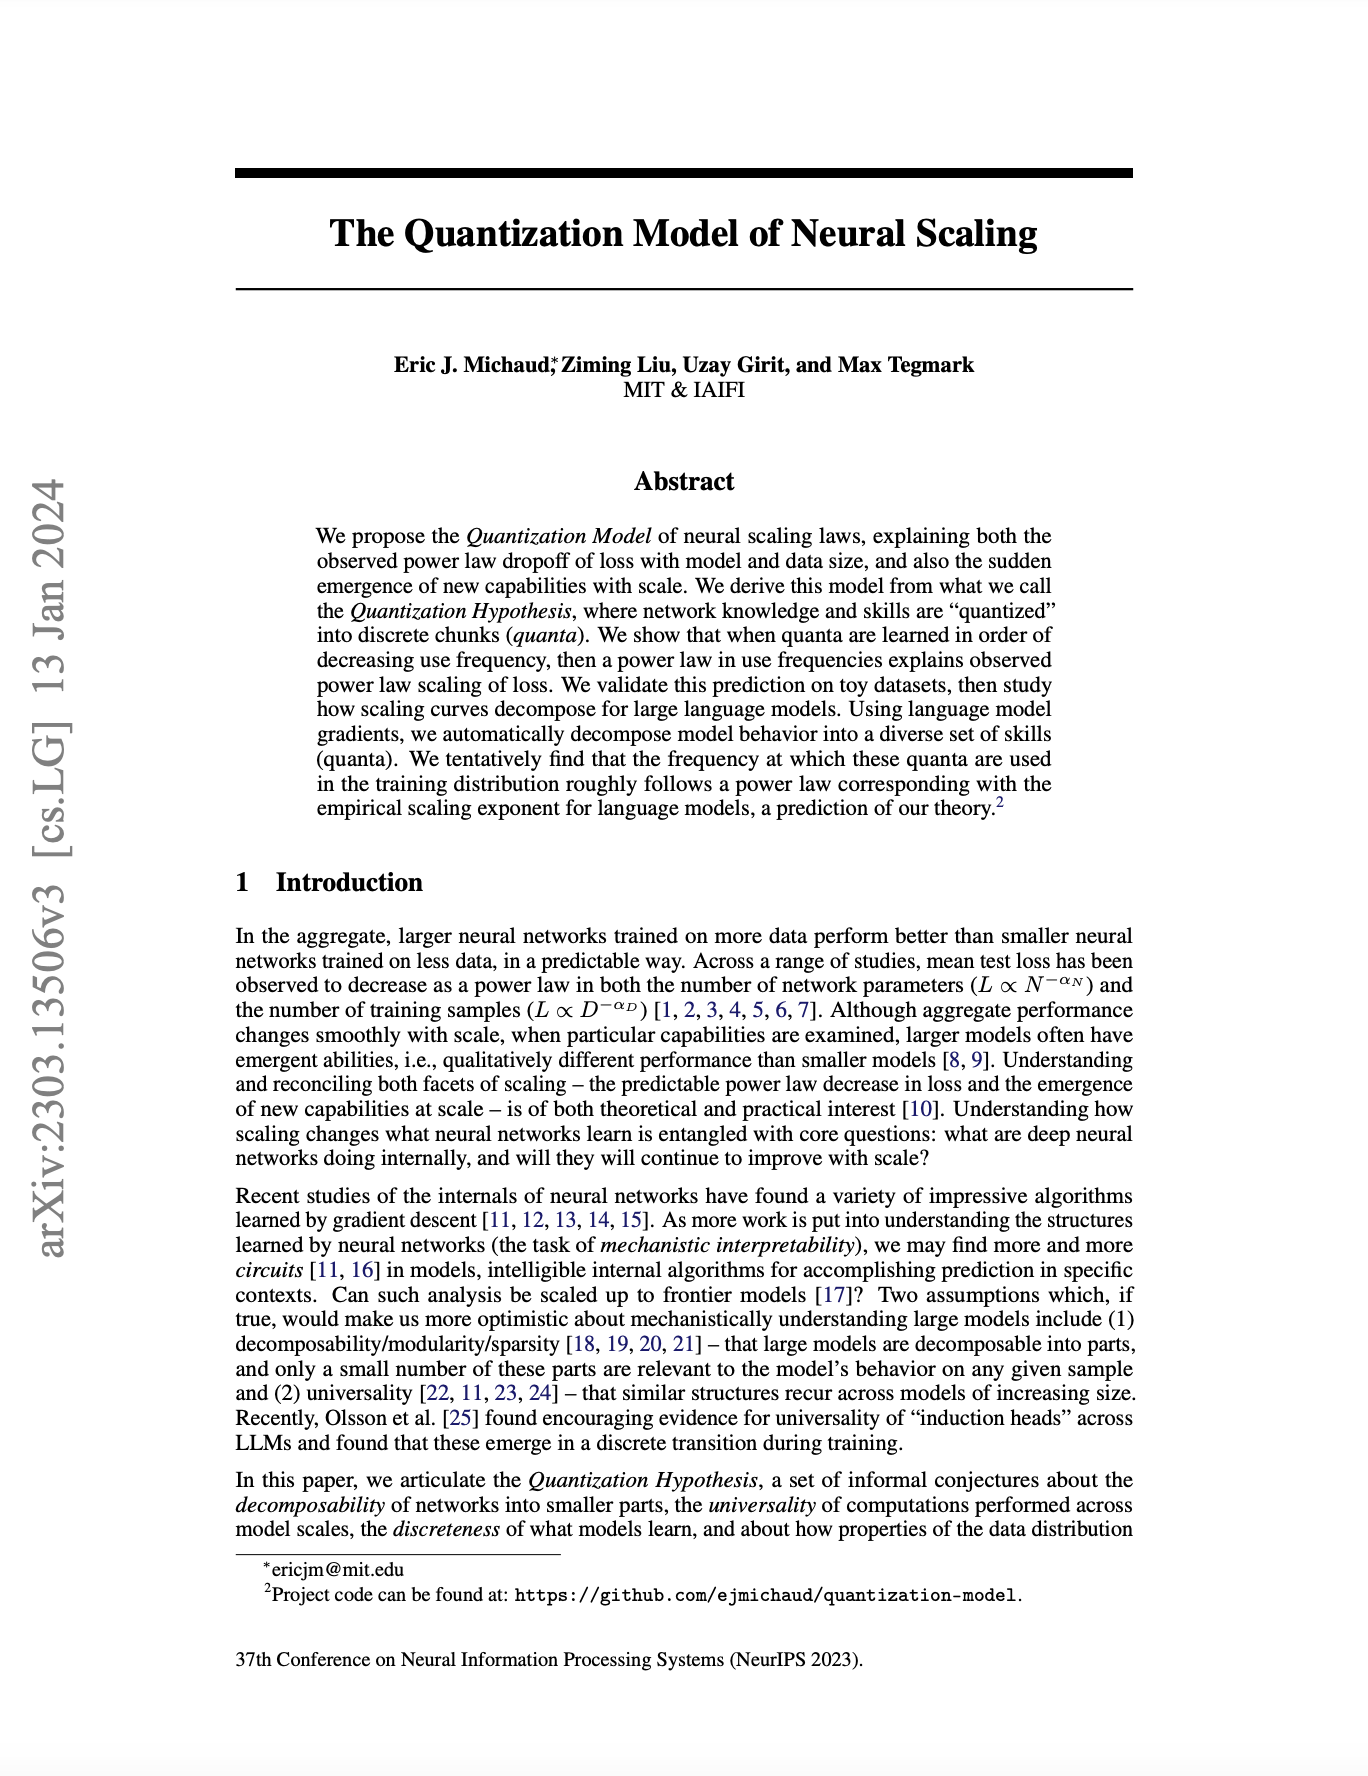 The Quantization Model of Neural Scaling
Eric J. Michaud,* Ziming Liu, Uzay Girit, and Max Tegmark
MIT & IAIFI
Abstract
We propose the Quantization Model of neural scaling laws, explaining both the
observed power law dropoff of loss with model and data size, and also the sudden
emergence of new capabilities with scale. We derive this model from what we call
the Quantization Hypothesis, where network knowledge and skills are “quantized”
into discrete chunks (quanta). We show that when quanta are learned in order of
decreasing use frequency, then a power law in use frequencies explains observed
power law scaling of loss. We validate this prediction on toy datasets, then study
how scaling curves decompose for large language models. Using language model
gradients, we automatically decompose model behavior into a diverse set of skills
(quanta). We tentatively find that the frequency at which these quanta are used
in the training distribution roughly follows a power law corresponding with the
empirical scaling exponent for language models, a prediction of our theory.²
1 Introduction
In the aggregate, larger neural networks trained on more data perform better than smaller neural
networks trained on less data, in a predictable way. Across a range of studies, mean test loss has been
observed to decrease as a power law in both the number of network parameters (L ∝ N^{−α_N}) and
the number of training samples (L ∝ D^{−α_D}) [1, 2, 3, 4, 5, 6, 7]. Although aggregate performance
changes smoothly with scale, when particular capabilities are examined, larger models often have
emergent abilities, i.e., qualitatively different performance than smaller models [8, 9]. Understanding
and reconciling both facets of scaling – the predictable power law decrease in loss and the emergence
of new capabilities at scale – is of both theoretical and practical interest [10]. Understanding how
scaling changes what neural networks learn is entangled with core questions: what are deep neural
networks doing internally, and will they will continue to improve with scale?
Recent studies of the internals of neural networks have found a variety of impressive algorithms
learned by gradient descent [11, 12, 13, 14, 15]. As more work is put into understanding the structures
learned by neural networks (the task of mechanistic interpretability), we may find more and more
circuits [11, 16] in models, intelligible internal algorithms for accomplishing prediction in specific
contexts. Can such analysis be scaled up to frontier models [17]? Two assumptions which, if
true, would make us more optimistic about mechanistically understanding large models include (1)
decomposability/modularity/sparsity [18, 19, 20, 21] – that large models are decomposable into parts,
and only a small number of these parts are relevant to the model’s behavior on any given sample
and (2) universality [22, 11, 23, 24] – that similar structures recur across models of increasing size.
Recently, Olsson et al. [25] found encouraging evidence for universality of “induction heads” across
LLMs and found that these emerge in a discrete transition during training.
In this paper, we articulate the Quantization Hypothesis, a set of informal conjectures about the
decomposability of networks into smaller parts, the universality of computations performed across
model scales, the discreteness of what models learn, and about how properties of the data distribution
*ericjm@mit.edu
²Project code can be found at: https://github.com/ejmichaud/quantization-model.
37th Conference on Neural Information Processing Systems (NeurIPS 2023).
arXiv:2303.13506v3 [cs.LG] 13 Jan 2024